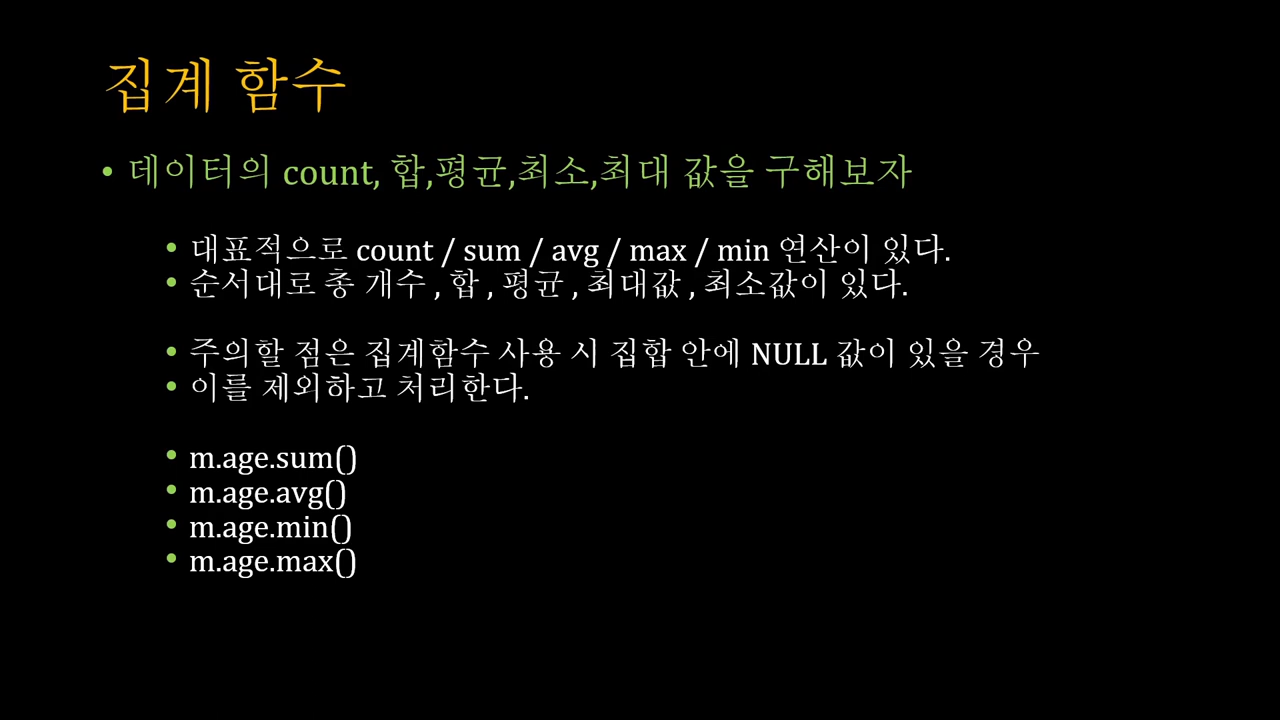 집계 함수
• 데이터의 count, 합,평균,최소,최대 값을 구해보자
• 대표적으로 count / sum / avg / max / min 연산이 있다.
• 순서대로 총 개수 , 합 , 평균 , 최대값 , 최소값이 있다.
• 주의할 점은 집계함수 사용 시 집합 안에 NULL 값이 있을 경우
• 이를 제외하고 처리한다.
• m.age.sum()
• m.age.avg()
• m.age.min()
• m.age.max()